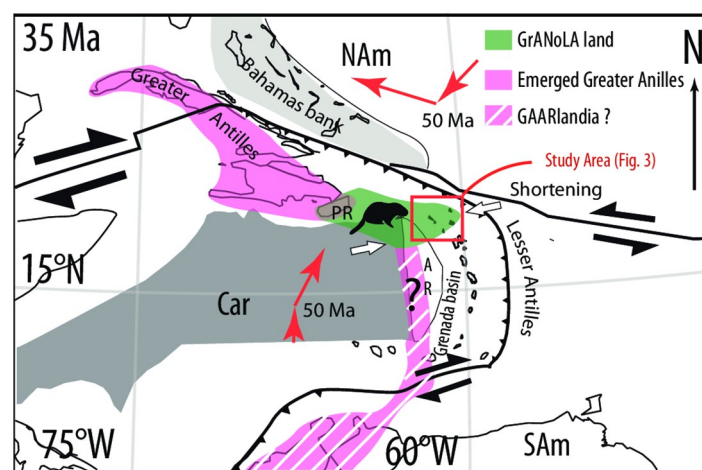 35 Ma
NAm
GrANoLA land
N
Emerged Greater Anilles
GAARlandia ?
50 Ma
Bahamas bank
Greater
Antilles
Study Area (Fig. 3)
Shortening
PR
15°N
Car
50 Ma
A
R
?
Grenada basin
Lesser Antilles
75°W
60°W
SAm